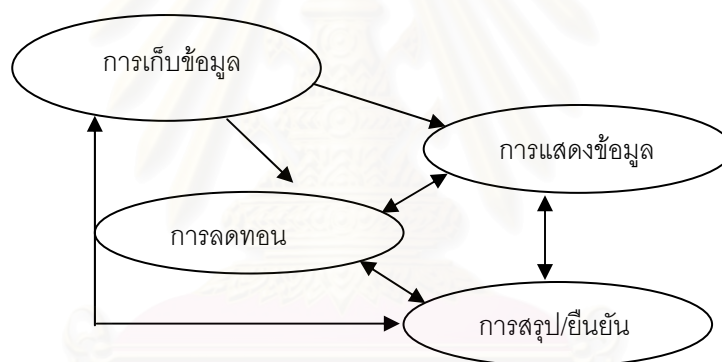 การเก็บข้อมูล
การแสดงข้อมูล
การลดทอน
การสรุป/ยืนยัน